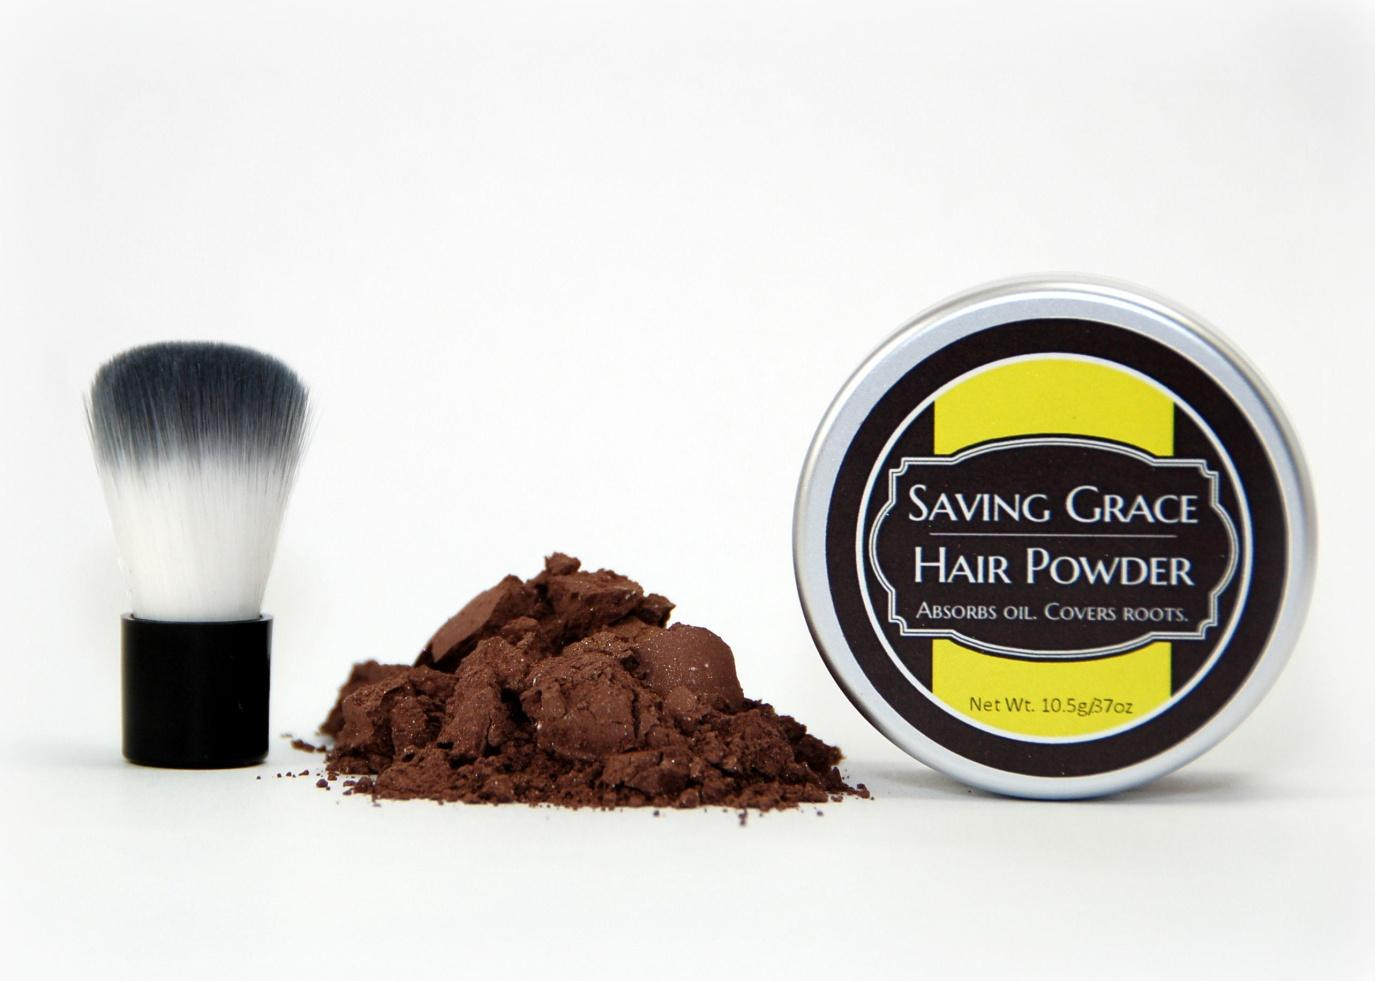 SAVING GRACE
HAIR POWDER
ABSORBS OIL. COVERS ROOTS.
Net Wt. 10.5g/37oz